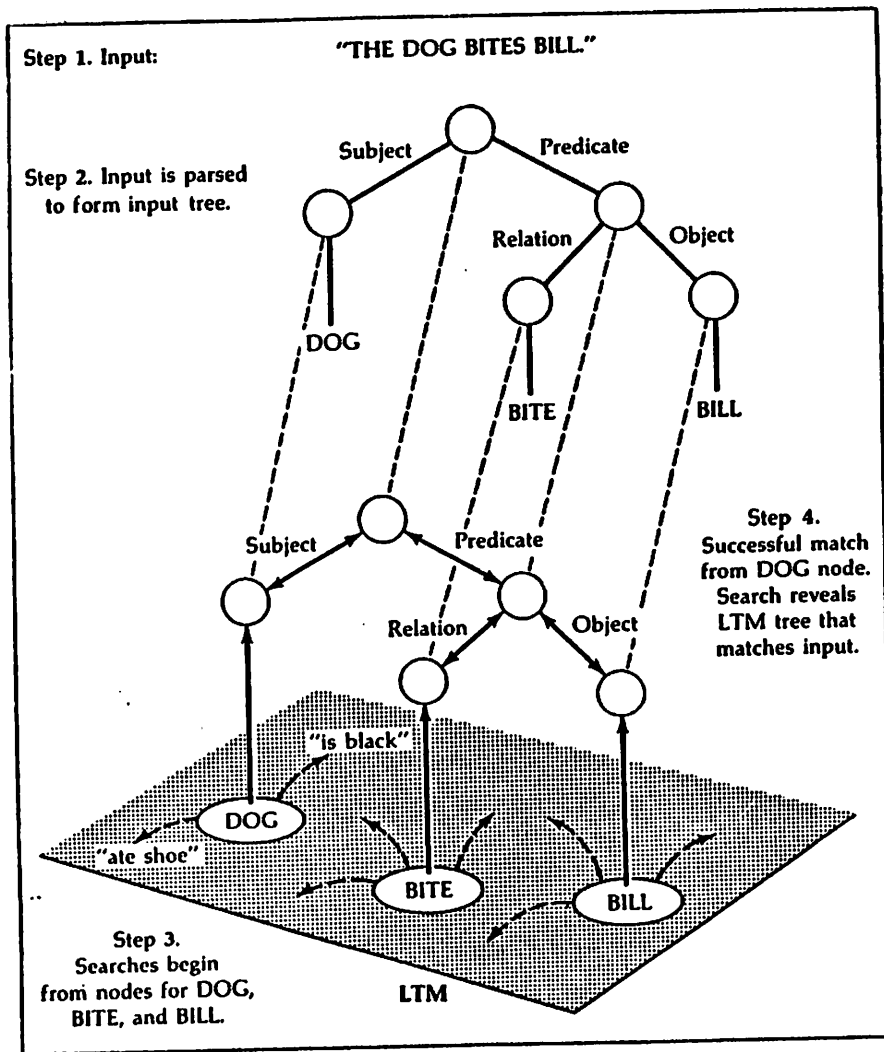 Step 1. Input:
"THE DOG BITES BILL."
Subject
Predicate
Step 2. Input is parsed
to form input tree.
Relation
Object
DOG
BITE
BILL
Subject
Predicate
Step 4.
Successful match
from DOG node.
Search reveals
LTM tree that
matches input.
Relation
Object
"is black"
DOG
"ate shoe"
BITE
BILL
Step 3.
Searches begin
from nodes for DOG,
BITE, and BILL.
LTM